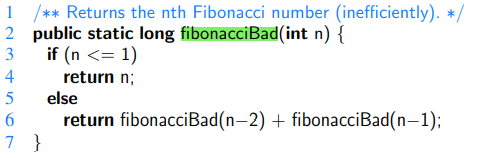 1 /** Returns the nth Fibonacci number (inefficiently). */
2 public static long fibonacciBad(int n) {
3 if (n <= 1)
4 return n;
5 else
6 return fibonacciBad(n−2) + fibonacciBad(n−1);
7 }